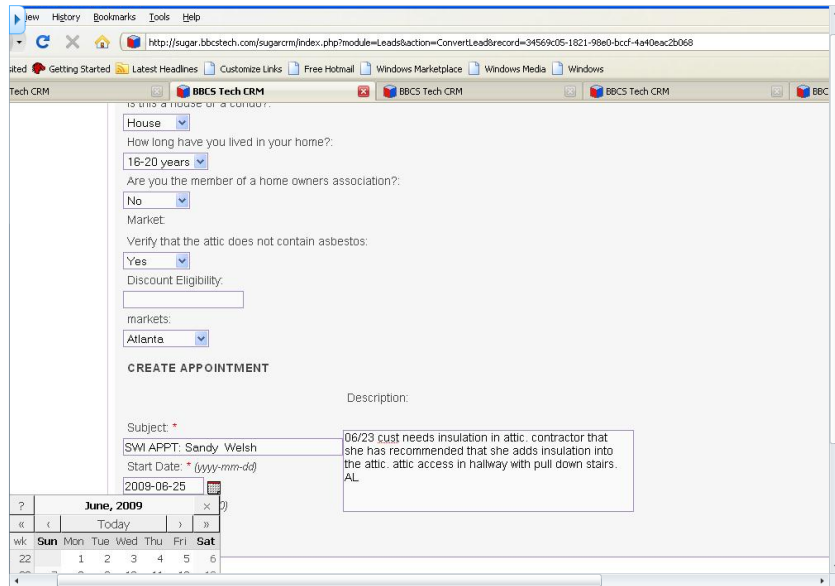 iew History Bookmarks Tools Help
http://sugar.bbcstech.com/sugarcrm/index.php?module=Leads&action=ConvertLead&record=34569c05-1821-98e0-bccf-4a40eac2b068
sited Getting Started Latest Headlines Customize Links Free Hotmail Windows Marketplace Windows Media Windows
Tech CRM BBCS Tech CRM BBCS Tech CRM BBCS Tech CRM BBC
Is this a house or a condo?:
House
How long have you lived in your home?:
16-20 years
Are you the member of a home owners association?:
No
Market:
Verify that the attic does not contain asbestos:
Yes
Discount Eligibility:
markets:
Atlanta
CREATE APPOINTMENT
Description:
Subject: *
SWI APPT: Sandy Welsh
06/23 cust needs insulation in attic. contractor that
she has recommended that she adds insulation into
the attic. attic access in hallway with pull down stairs.
AL
Start Date: * (yyyy-mm-dd)
2009-06-25
? June, 2009 ×
« ‹ Today › »
wk Sun Mon Tue Wed Thu Fri Sat
22 1 2 3 4 5 6